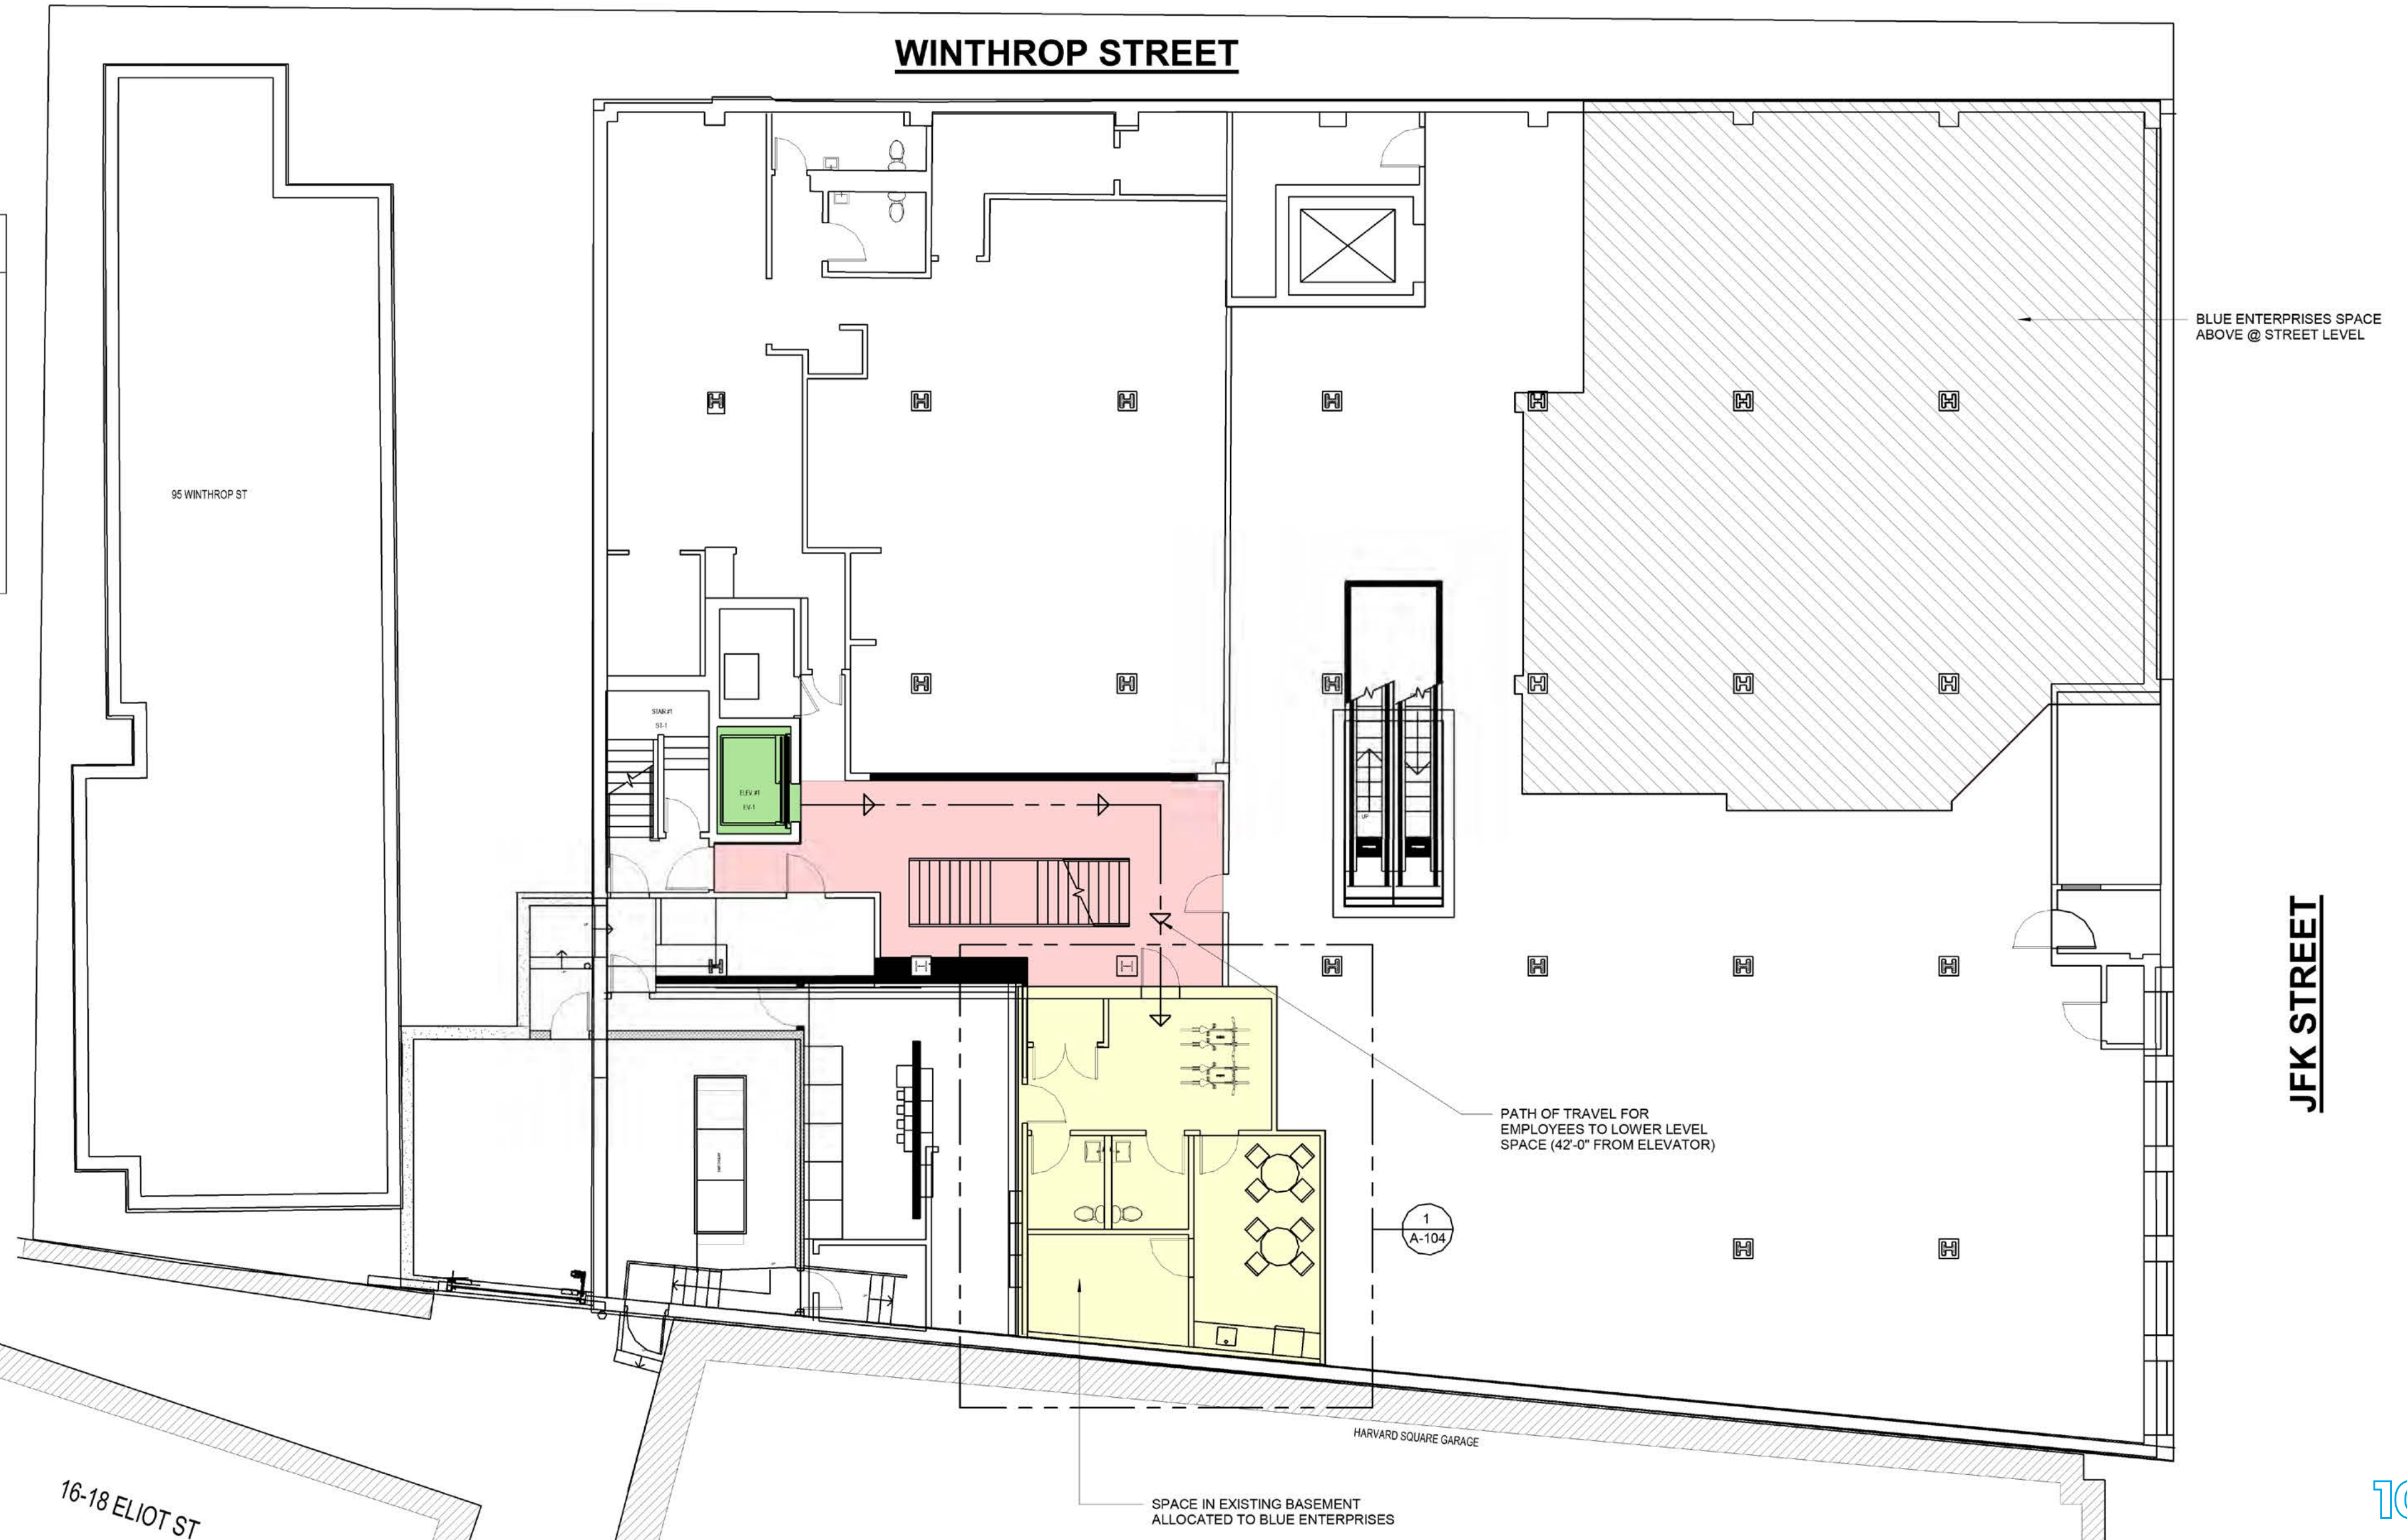 WINTHROP STREET
BLUE ENTERPRISES SPACE
ABOVE @ STREET LEVEL
95 WINTHROP ST
STAIR #1
ST-1
ELEV. #1
EV-1
UP
JFK STREET
PATH OF TRAVEL FOR
EMPLOYEES TO LOWER LEVEL
SPACE (42'-0" FROM ELEVATOR)
1
A-104
HARVARD SQUARE GARAGE
SPACE IN EXISTING BASEMENT
ALLOCATED TO BLUE ENTERPRISES
16-18 ELIOT ST